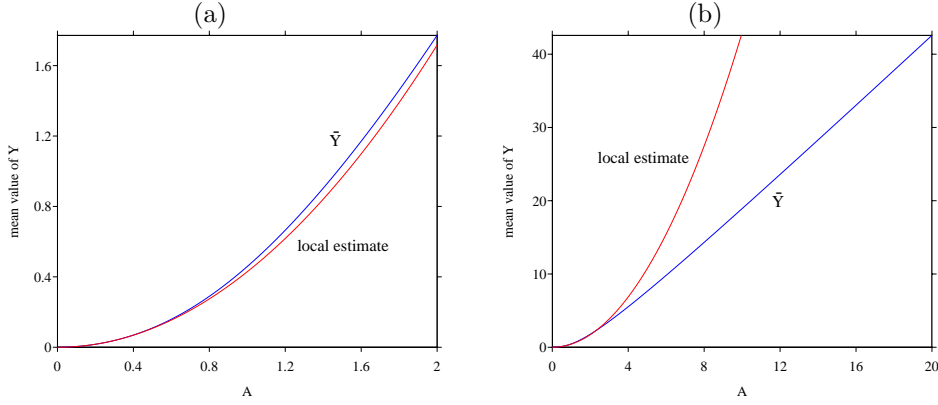 (a)
mean value of Y
1.6
1.2
0.8
0.4
0
Ȳ
local estimate
0 0.4 0.8 1.2 1.6 2
A
(b)
mean value of Y
40
30
20
10
0
local estimate
Ȳ
0 4 8 12 16 20
A